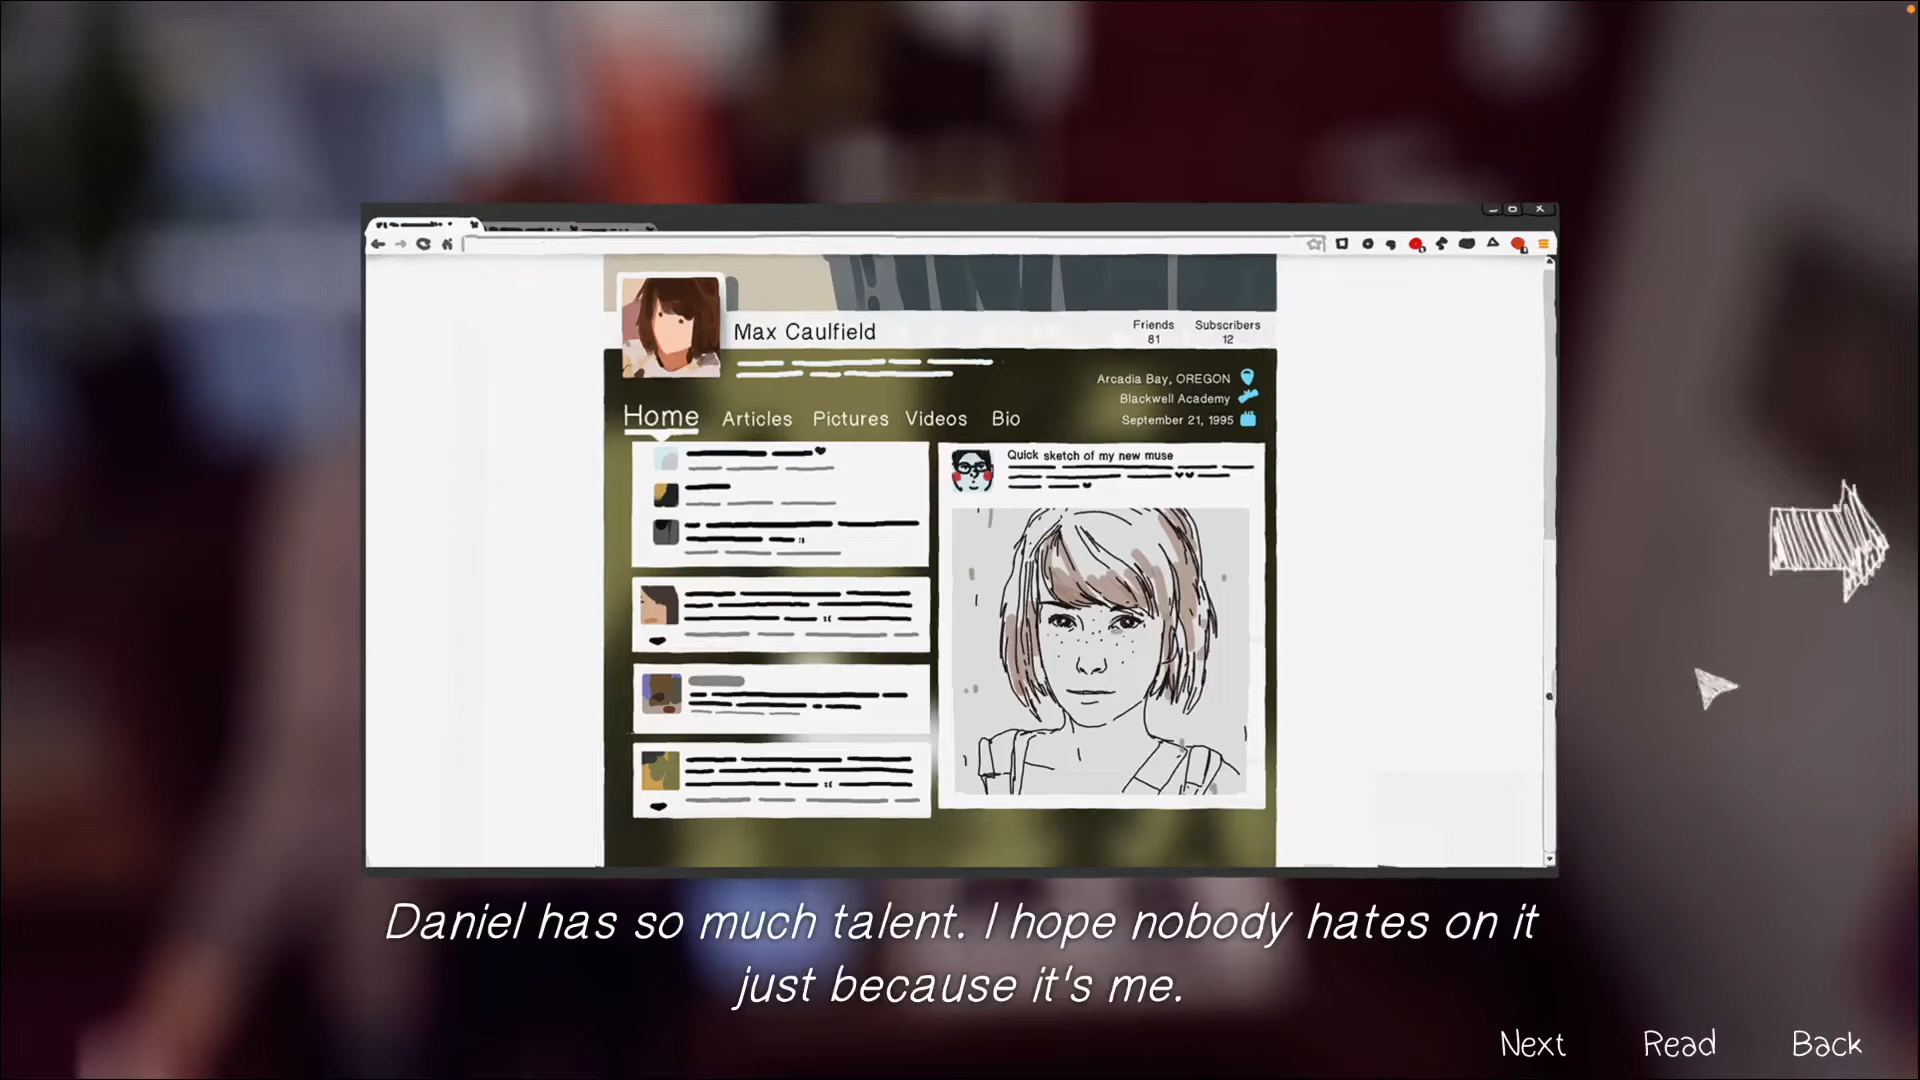 Max Caulfield
Friends
81
Subscribers
12
Arcadia Bay, OREGON
Blackwell Academy
September 21, 1995
Home Articles Pictures Videos Bio
Quick sketch of my new muse
Daniel has so much talent. I hope nobody hates on it
just because it's me.
Next Read Back